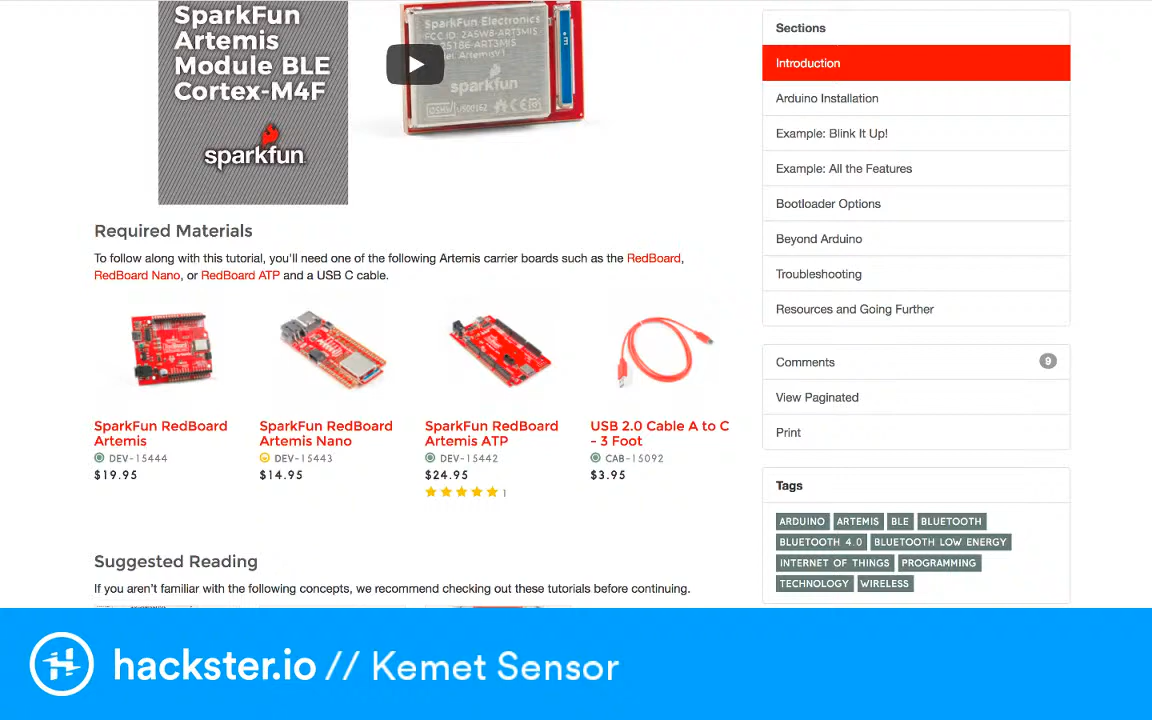 SparkFun
Artemis
Module BLE
Cortex-M4F
sparkfun
SparkFun Electronics
sparkfun
Required Materials
To follow along with this tutorial, you'll need one of the following Artemis carrier boards such as the RedBoard,
RedBoard Nano, or RedBoard ATP and a USB C cable.
SparkFun RedBoard
Artemis
DEV-15444
$19.95
SparkFun RedBoard
Artemis Nano
DEV-15443
$14.95
SparkFun RedBoard
Artemis ATP
DEV-15442
$24.95
1
USB 2.0 Cable A to C
- 3 Foot
CAB-15092
$3.95
Suggested Reading
If you aren't familiar with the following concepts, we recommend checking out these tutorials before continuing.
Sections
Introduction
Arduino Installation
Example: Blink It Up!
Example: All the Features
Bootloader Options
Beyond Arduino
Troubleshooting
Resources and Going Further
Comments 9
View Paginated
Print
Tags
ARDUINO ARTEMIS BLE BLUETOOTH
BLUETOOTH 4.0 BLUETOOTH LOW ENERGY
INTERNET OF THINGS PROGRAMMING
TECHNOLOGY WIRELESS
hackster.io // Kemet Sensor